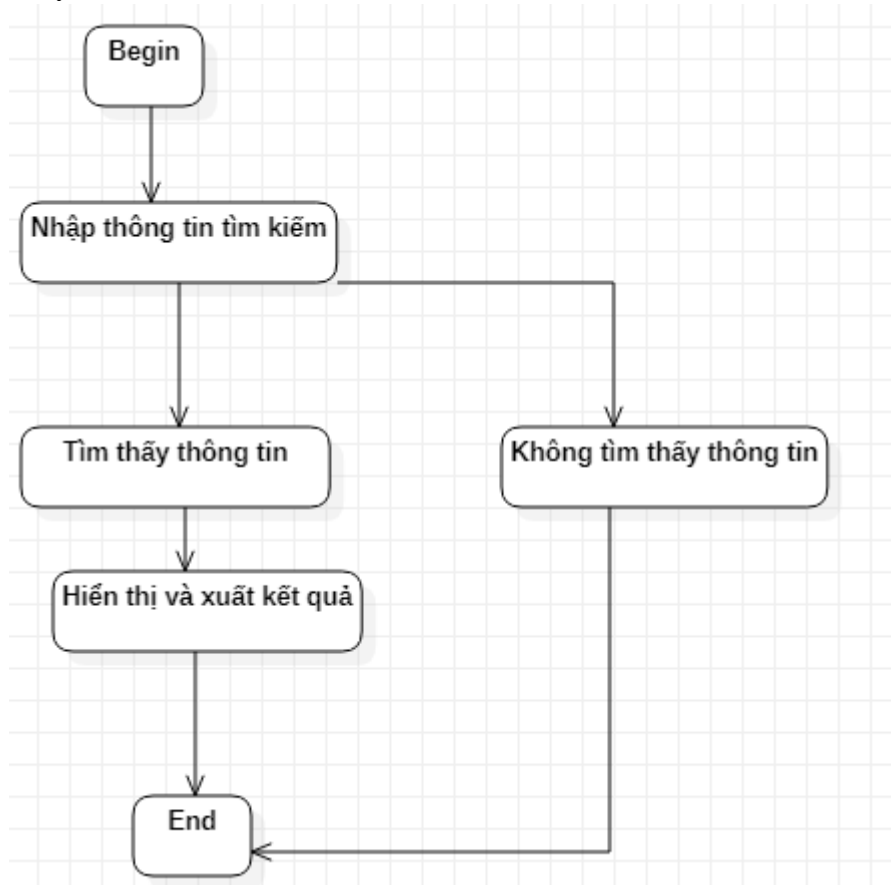 Begin
Nhập thông tin tìm kiếm
Tìm thấy thông tin
Không tìm thấy thông tin
Hiển thị và xuất kết quả
End